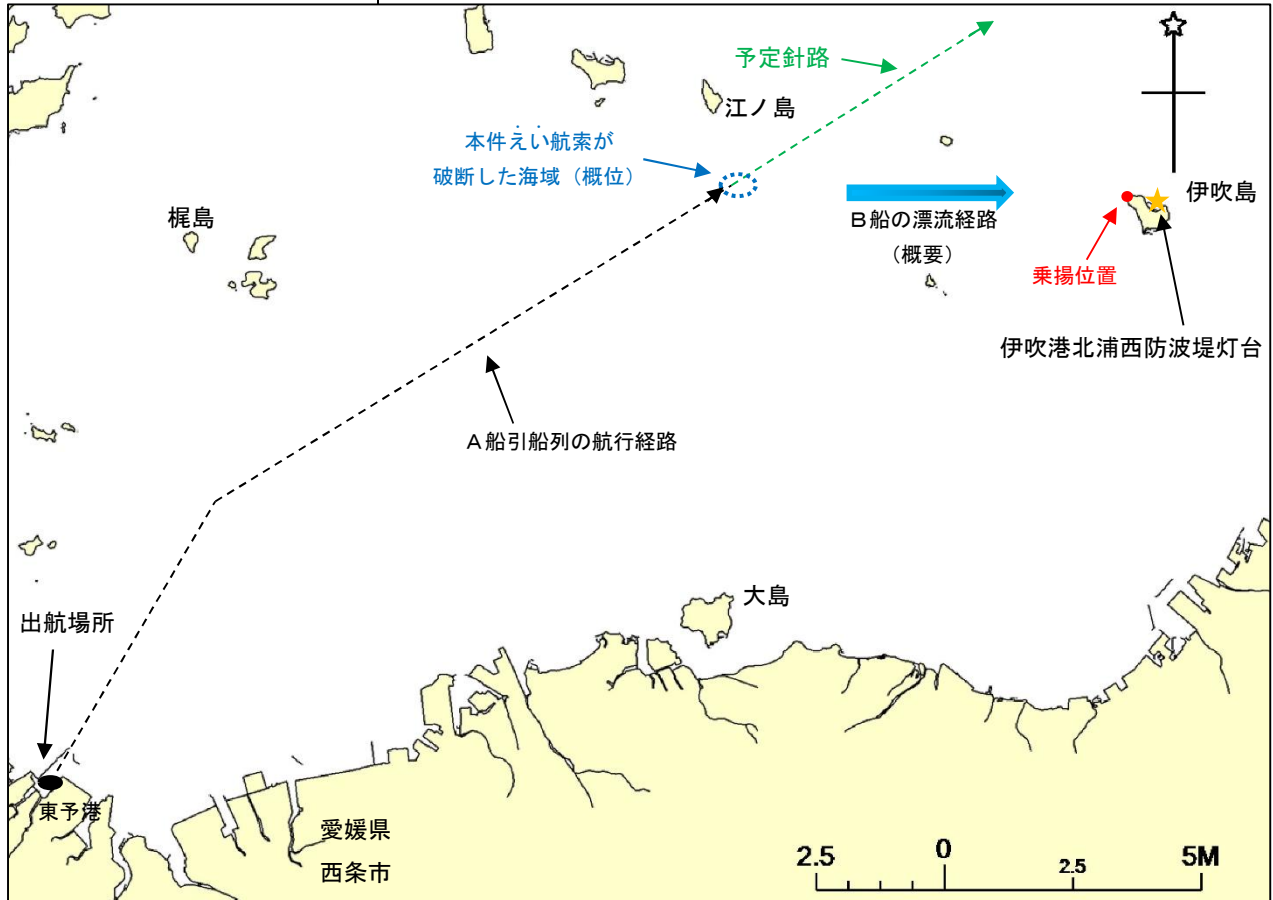 予定針路
江ノ島
本件えい航索が
破断した海域（概位）
伊吹島
梶島
B船の漂流経路
（概要）
乗揚位置
伊吹港北浦西防波堤灯台
A船引船列の航行経路
大島
出航場所
東予港
愛媛県
西条市
2.5 0 2.5 5M